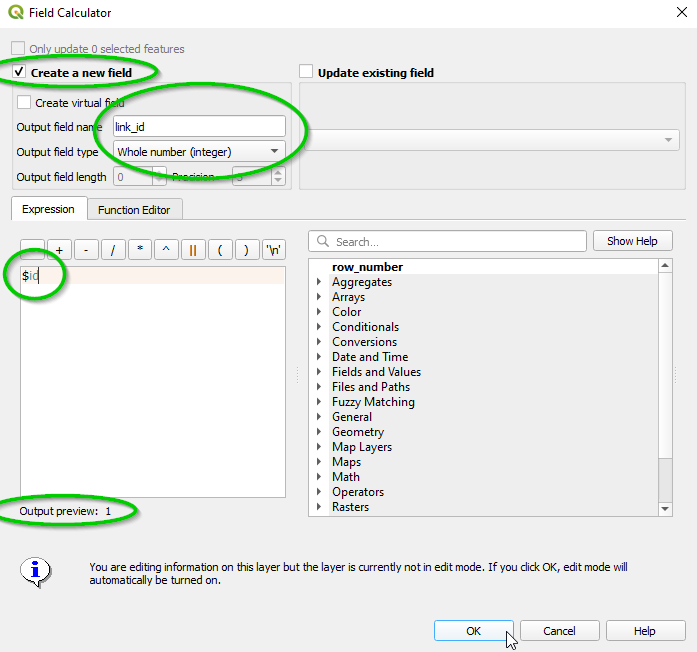 Field Calculator
Only update 0 selected features
Create a new field
Update existing field
Create virtual field
Output field name link_id
Output field type Whole number (integer)
Output field length 0 Precision 3
Expression
Function Editor
+ - / * ^ || ( ) '\n'
Search...
Show Help
$id
row_number
Aggregates
Arrays
Color
Conditionals
Conversions
Date and Time
Fields and Values
Files and Paths
Fuzzy Matching
General
Geometry
Map Layers
Maps
Math
Operators
Rasters
Output preview: 1
You are editing information on this layer but the layer is currently not in edit mode. If you click OK, edit mode will
automatically be turned on.
OK
Cancel
Help